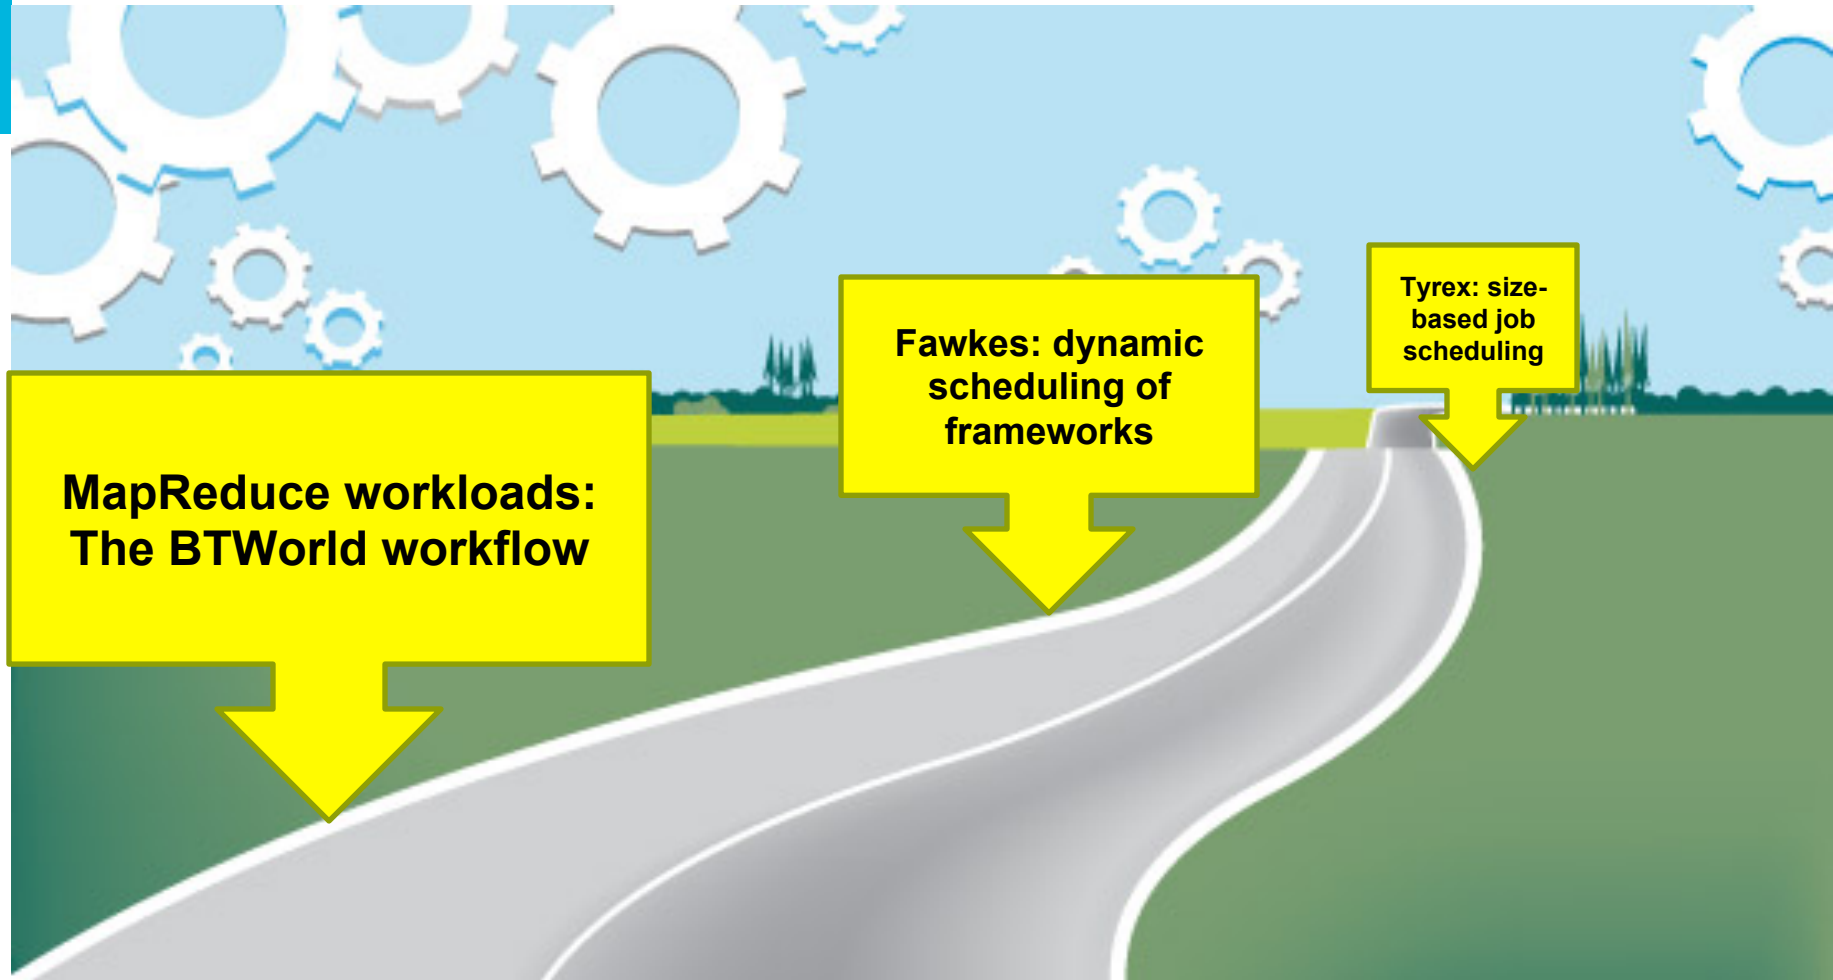 MapReduce workloads:
The BTWorld workflow
Fawkes: dynamic
scheduling of
frameworks
Tyrex: size-
based job
scheduling